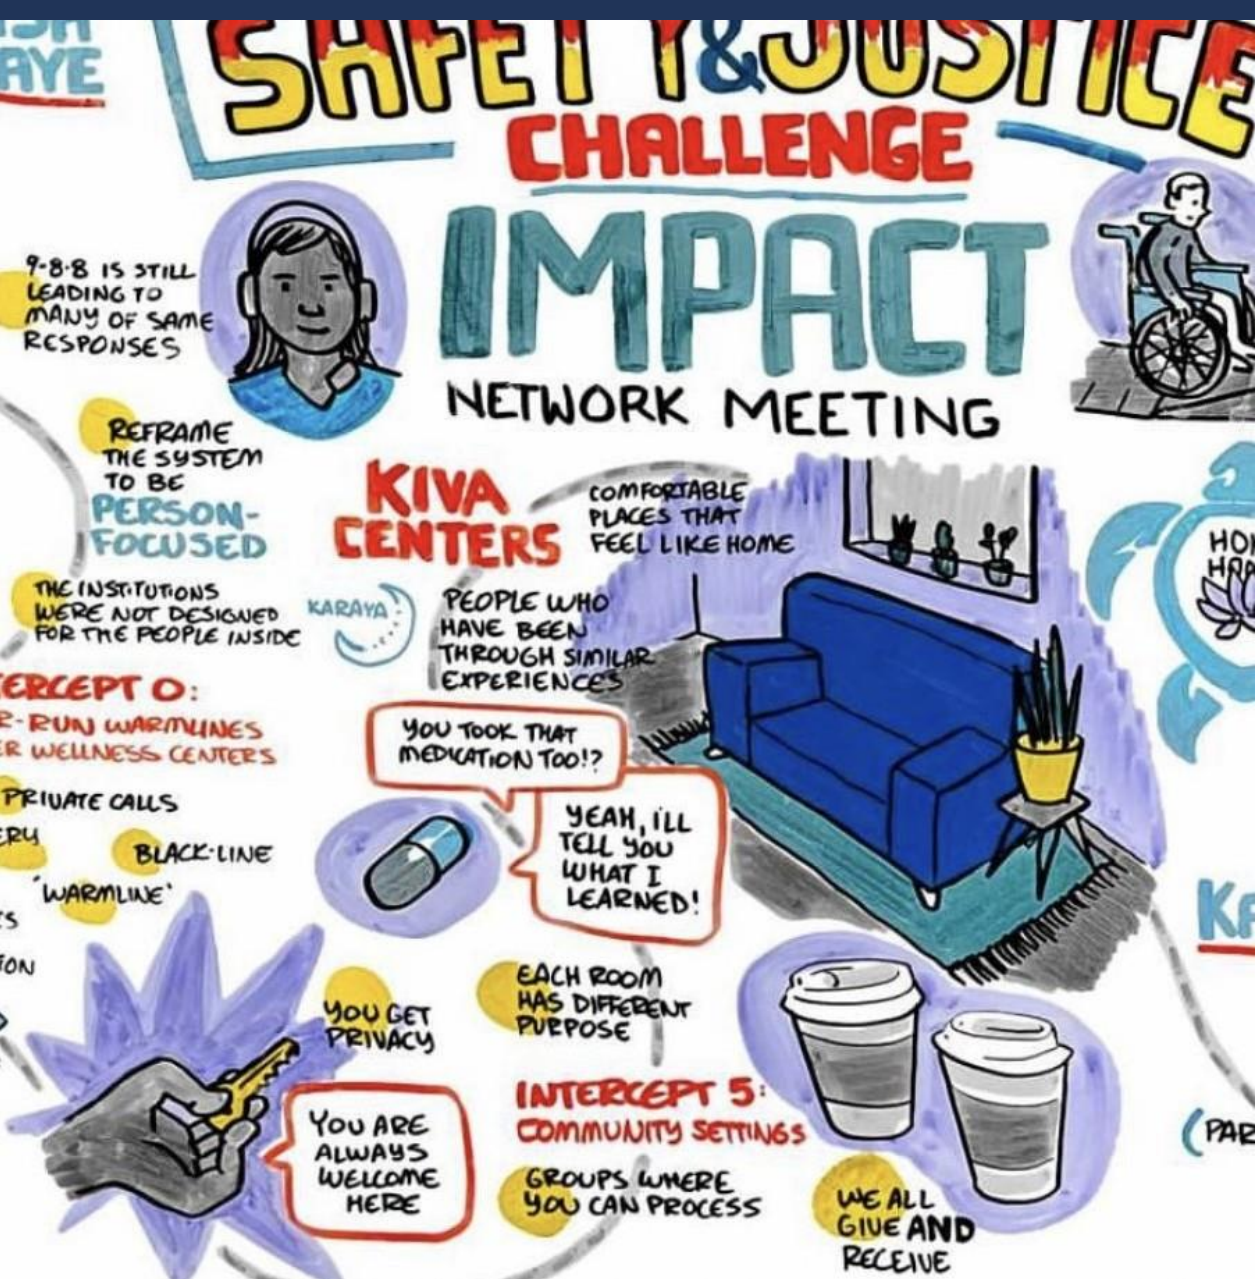 AYE
SAFETY & JUSTICE
CHALLENGE
IMPACT
NETWORK MEETING
9-8-8 IS STILL
LEADING TO
MANY OF SAME
RESPONSES
REFRAME
THE SYSTEM
TO BE
PERSON-
FOCUSED
THE INSTITUTIONS
WERE NOT DESIGNED
FOR THE PEOPLE INSIDE
ERCEPT 0:
R-RUN WARMLINES
ER WELLNESS CENTERS
PRIVATE CALLS
ERY
BLACK-LINE
'WARMLINE'
ES
ION
KIVA
CENTERS
KARAYA
COMFORTABLE
PLACES THAT
FEEL LIKE HOME
PEOPLE WHO
HAVE BEEN
THROUGH SIMILAR
EXPERIENCES
YOU TOOK THAT
MEDICATION TOO!?
YEAH, I'LL
TELL YOU
WHAT I
LEARNED!
YOU GET
PRIVACY
EACH ROOM
HAS DIFFERENT
PURPOSE
YOU ARE
ALWAYS
WELCOME
HERE
INTERCEPT 5:
COMMUNITY SETTINGS
GROUPS WHERE
YOU CAN PROCESS
WE ALL
GIVE AND
RECEIVE
KA
(PAR